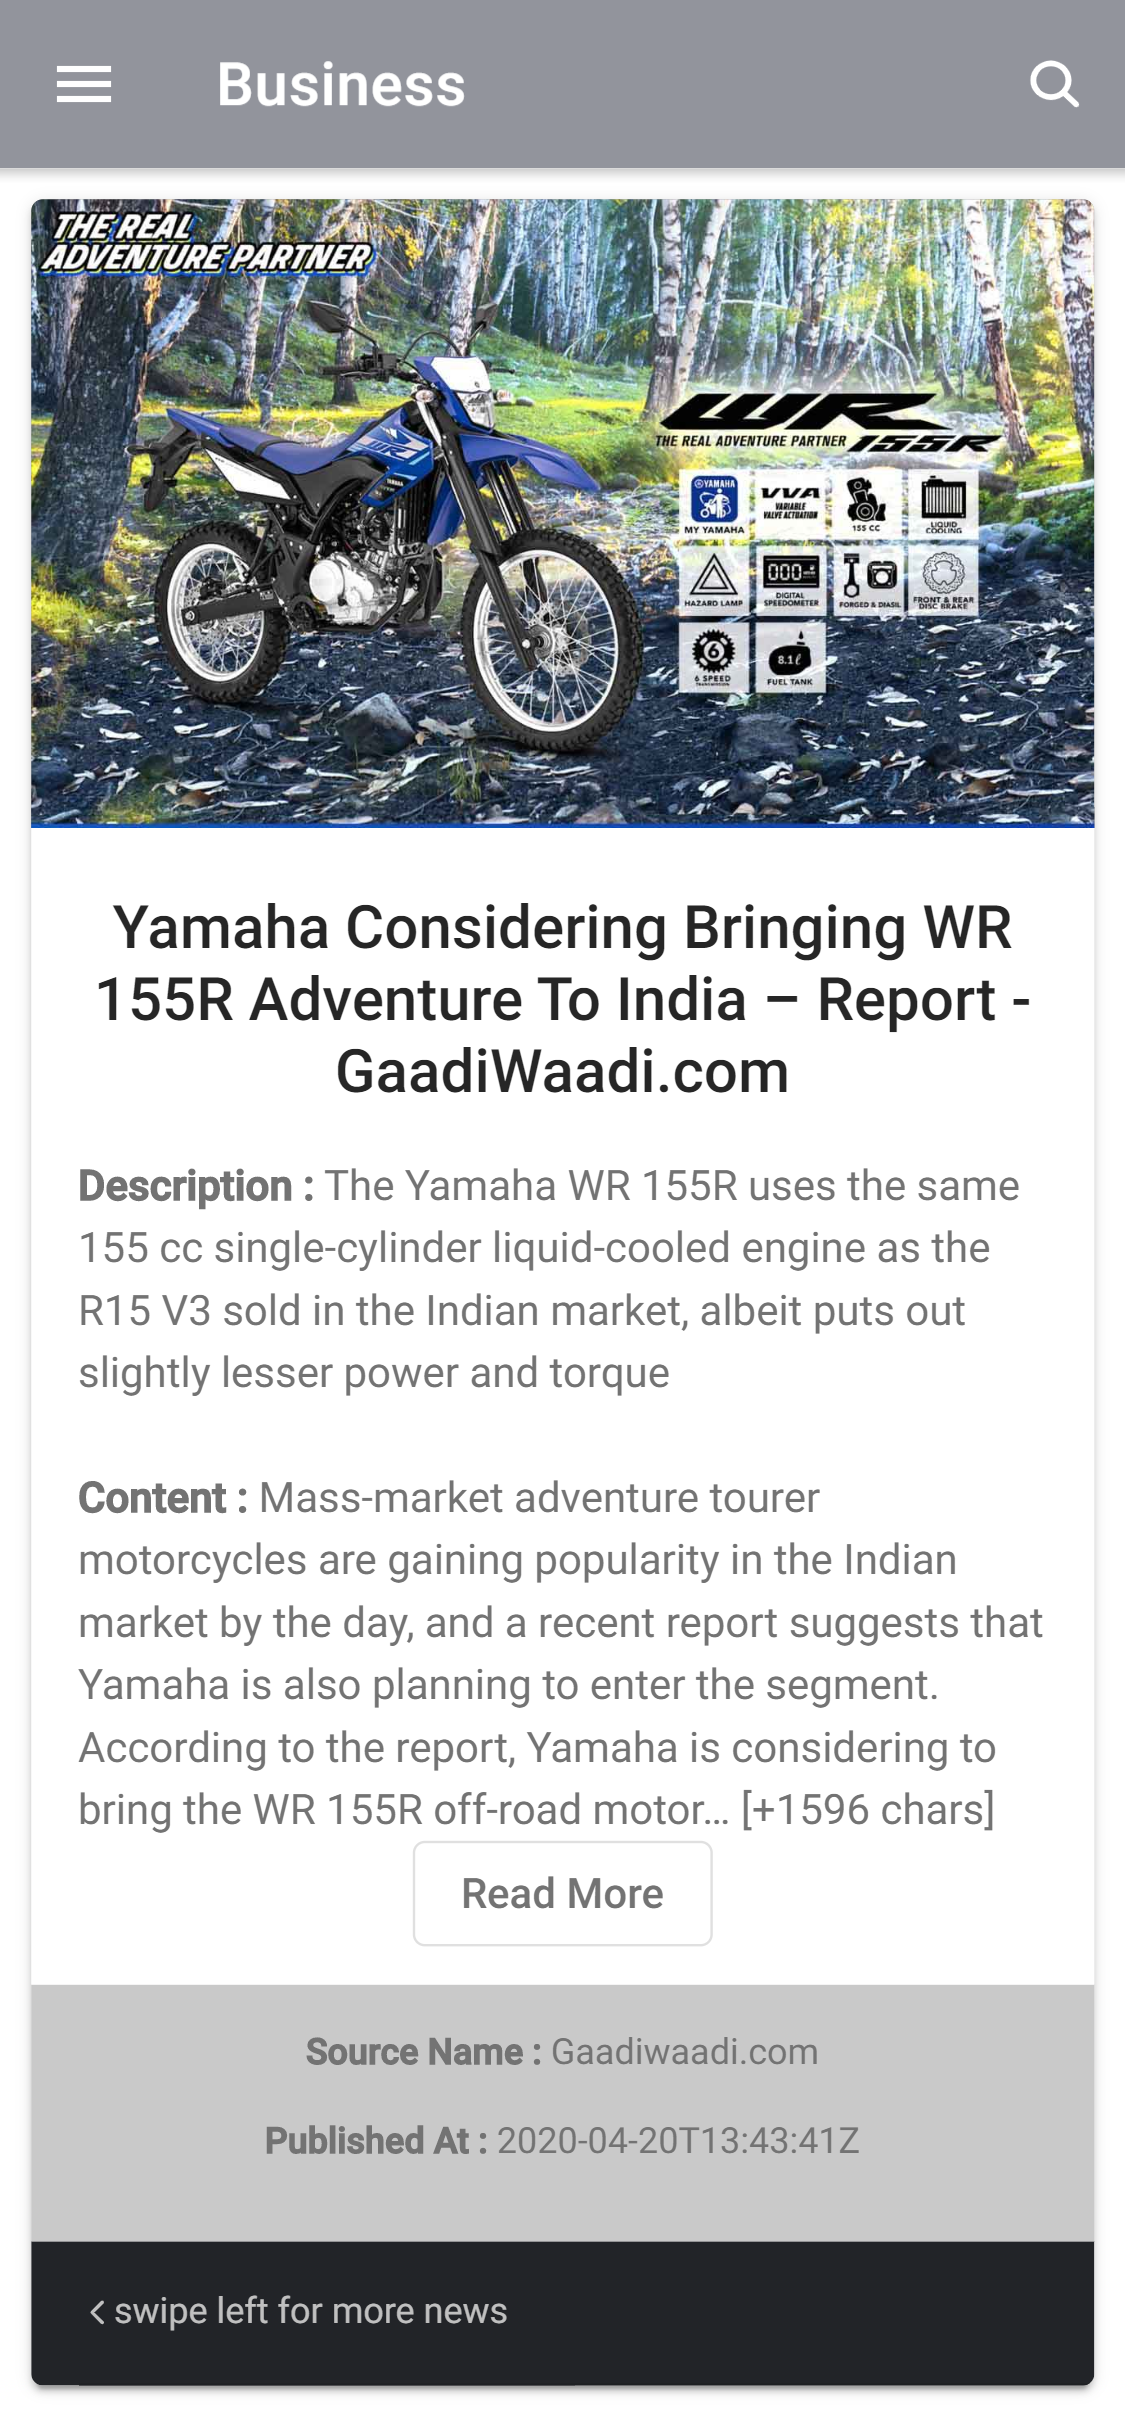 Business
THE REAL
ADVENTURE PARTNER
WR
THE REAL ADVENTURE PARTNER 155R
YAMAHA
MY YAMAHA
VVA
VARIABLE
VALVE ACTUATION
155 CC
LIQUID
COOLING
HAZARD LAMP
000
DIGITAL
SPEEDOMETER
FORGED & DIASIL
FRONT & REAR
DISC BRAKE
6
6 SPEED
TRANSMISSION
8.1ℓ
FUEL TANK
Yamaha Considering Bringing WR
155R Adventure To India – Report -
GaadiWaadi.com
Description : The Yamaha WR 155R uses the same
155 cc single-cylinder liquid-cooled engine as the
R15 V3 sold in the Indian market, albeit puts out
slightly lesser power and torque
Content : Mass-market adventure tourer
motorcycles are gaining popularity in the Indian
market by the day, and a recent report suggests that
Yamaha is also planning to enter the segment.
According to the report, Yamaha is considering to
bring the WR 155R off-road motor… [+1596 chars]
Read More
Source Name : Gaadiwaadi.com
Published At : 2020-04-20T13:43:41Z
swipe left for more news